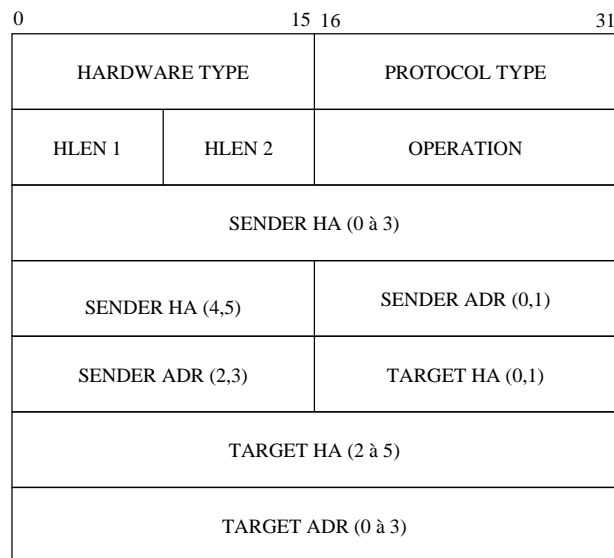 0 15 16 31
HARDWARE TYPE PROTOCOL TYPE
HLEN 1 HLEN 2 OPERATION
SENDER HA (0 à 3)
SENDER HA (4,5) SENDER ADR (0,1)
SENDER ADR (2,3) TARGET HA (0,1)
TARGET HA (2 à 5)
TARGET ADR (0 à 3)